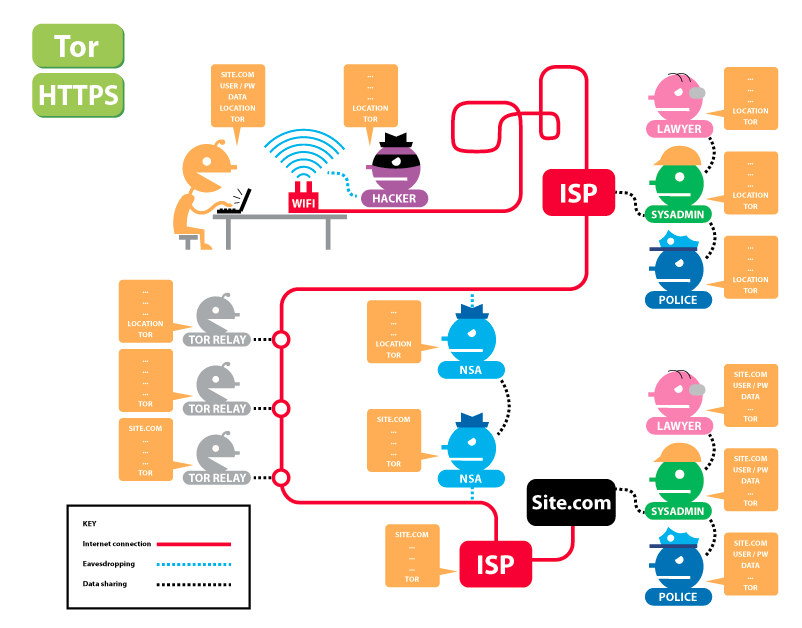 Tor
HTTPS
SITE.COM
USER / PW
DATA
LOCATION
TOR
...
...
...
LOCATION
TOR
WIFI
HACKER
ISP
...
...
...
LOCATION
TOR
LAWYER
...
...
...
LOCATION
TOR
SYSADMIN
...
...
...
LOCATION
TOR
POLICE
...
...
...
LOCATION
TOR
TOR RELAY
...
...
...
...
TOR
TOR RELAY
SITE.COM
...
...
...
TOR
TOR RELAY
...
...
...
LOCATION
TOR
NSA
SITE.COM
...
...
...
TOR
NSA
SITE.COM
USER / PW
DATA
...
TOR
LAWYER
SITE.COM
USER / PW
DATA
...
TOR
SYSADMIN
SITE.COM
USER / PW
DATA
...
TOR
POLICE
Site.com
SITE.COM
...
...
...
TOR
ISP
KEY
Internet connection
Eavesdropping
Data sharing